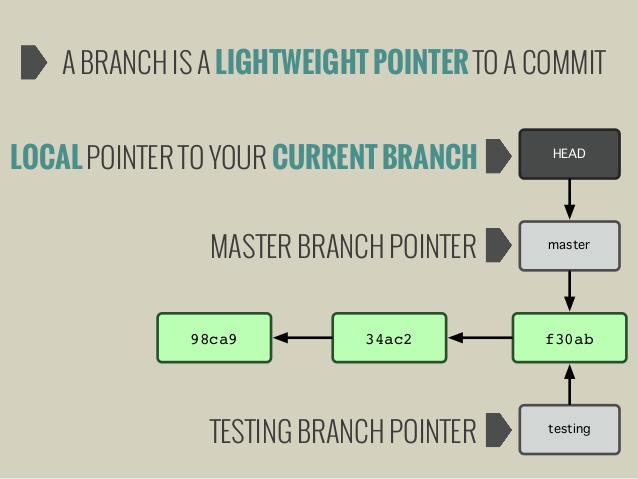 A BRANCH IS A LIGHTWEIGHT POINTER TO A COMMIT
LOCAL POINTER TO YOUR CURRENT BRANCH
HEAD
MASTER BRANCH POINTER
master
98ca9
34ac2
f30ab
TESTING BRANCH POINTER
testing